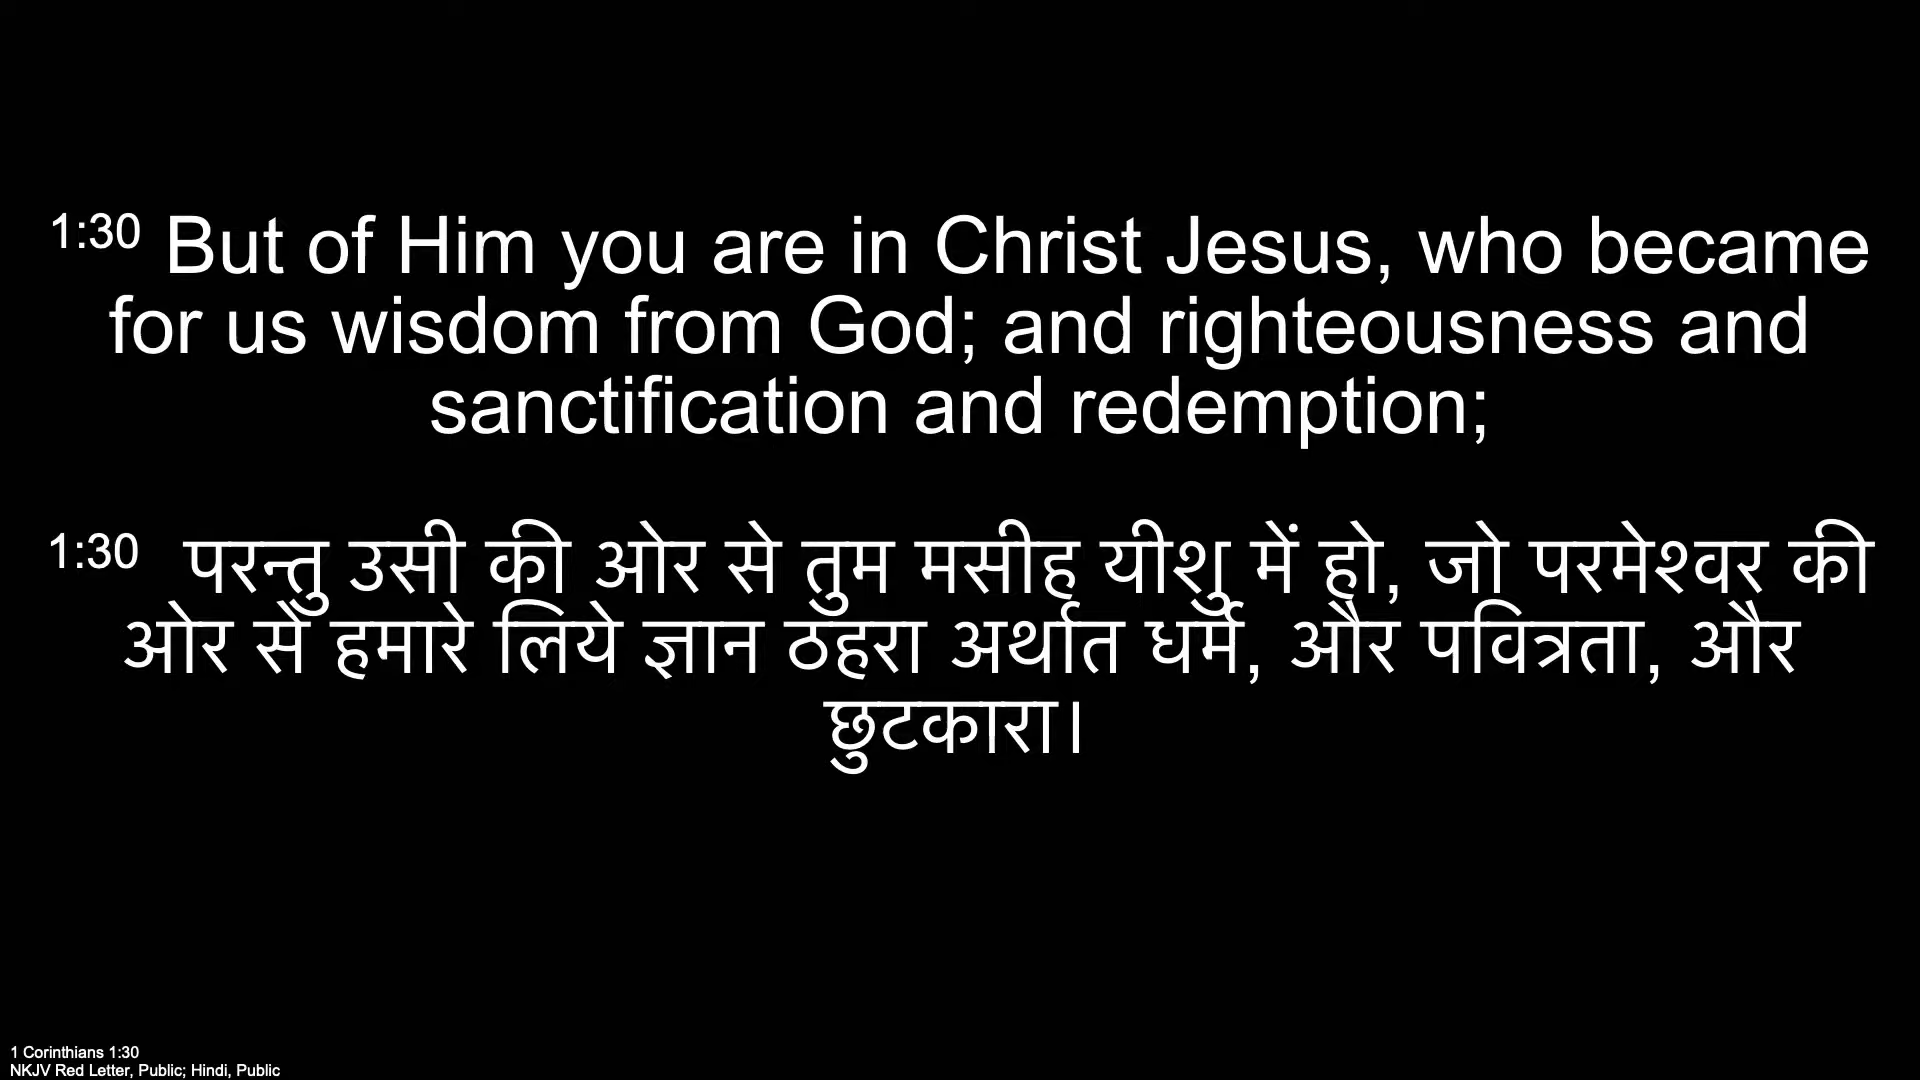 1:30 But of Him you are in Christ Jesus, who became
for us wisdom from God; and righteousness and
sanctification and redemption;
1:30 परन्तु उसी की ओर से तुम मसीह यीशु में हो, जो परमेश्वर की
ओर से हमारे लिये ज्ञान ठहरा अर्थात धर्म, और पवित्रता, और
छुटकारा।
1 Corinthians 1:30
NKJV Red Letter, Public; Hindi, Public